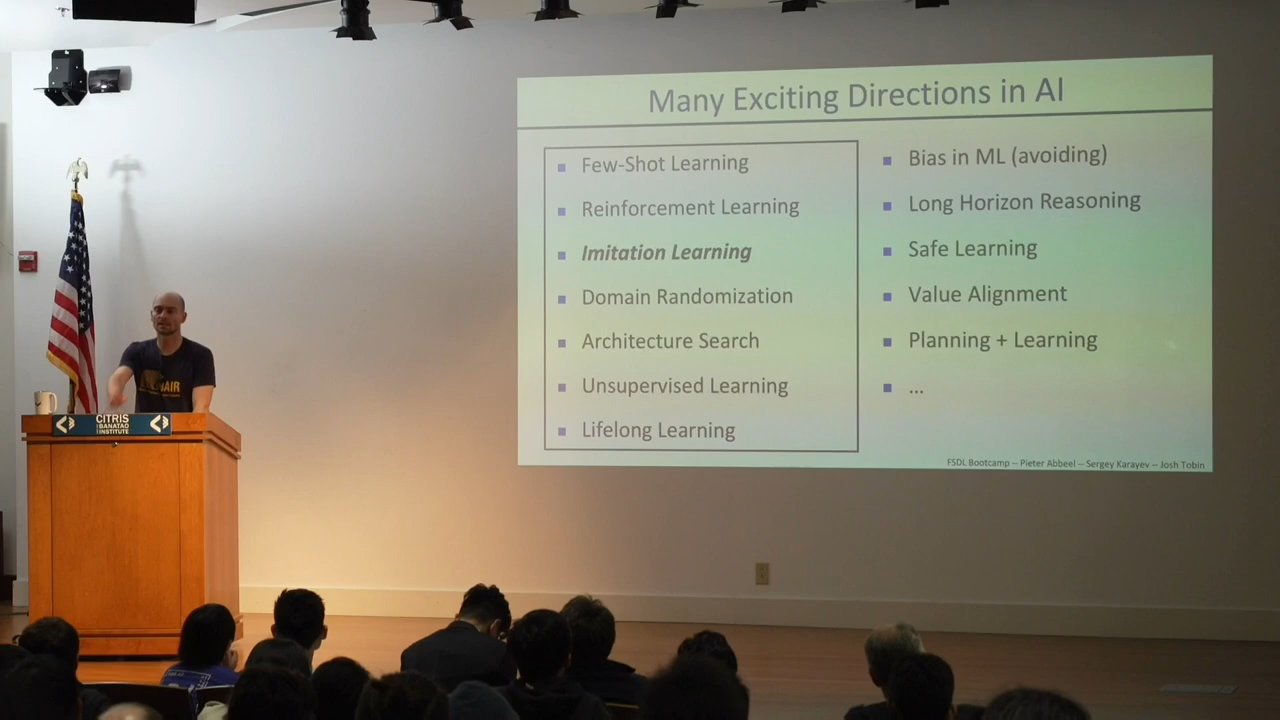 Many Exciting Directions in AI
Few-Shot Learning
Reinforcement Learning
Imitation Learning
Domain Randomization
Architecture Search
Unsupervised Learning
Lifelong Learning
Bias in ML (avoiding)
Long Horizon Reasoning
Safe Learning
Value Alignment
Planning + Learning
...
FSDL Bootcamp -- Pieter Abbeel -- Sergey Karayev -- Josh Tobin
CITRIS
BANATAO
INSTITUTE